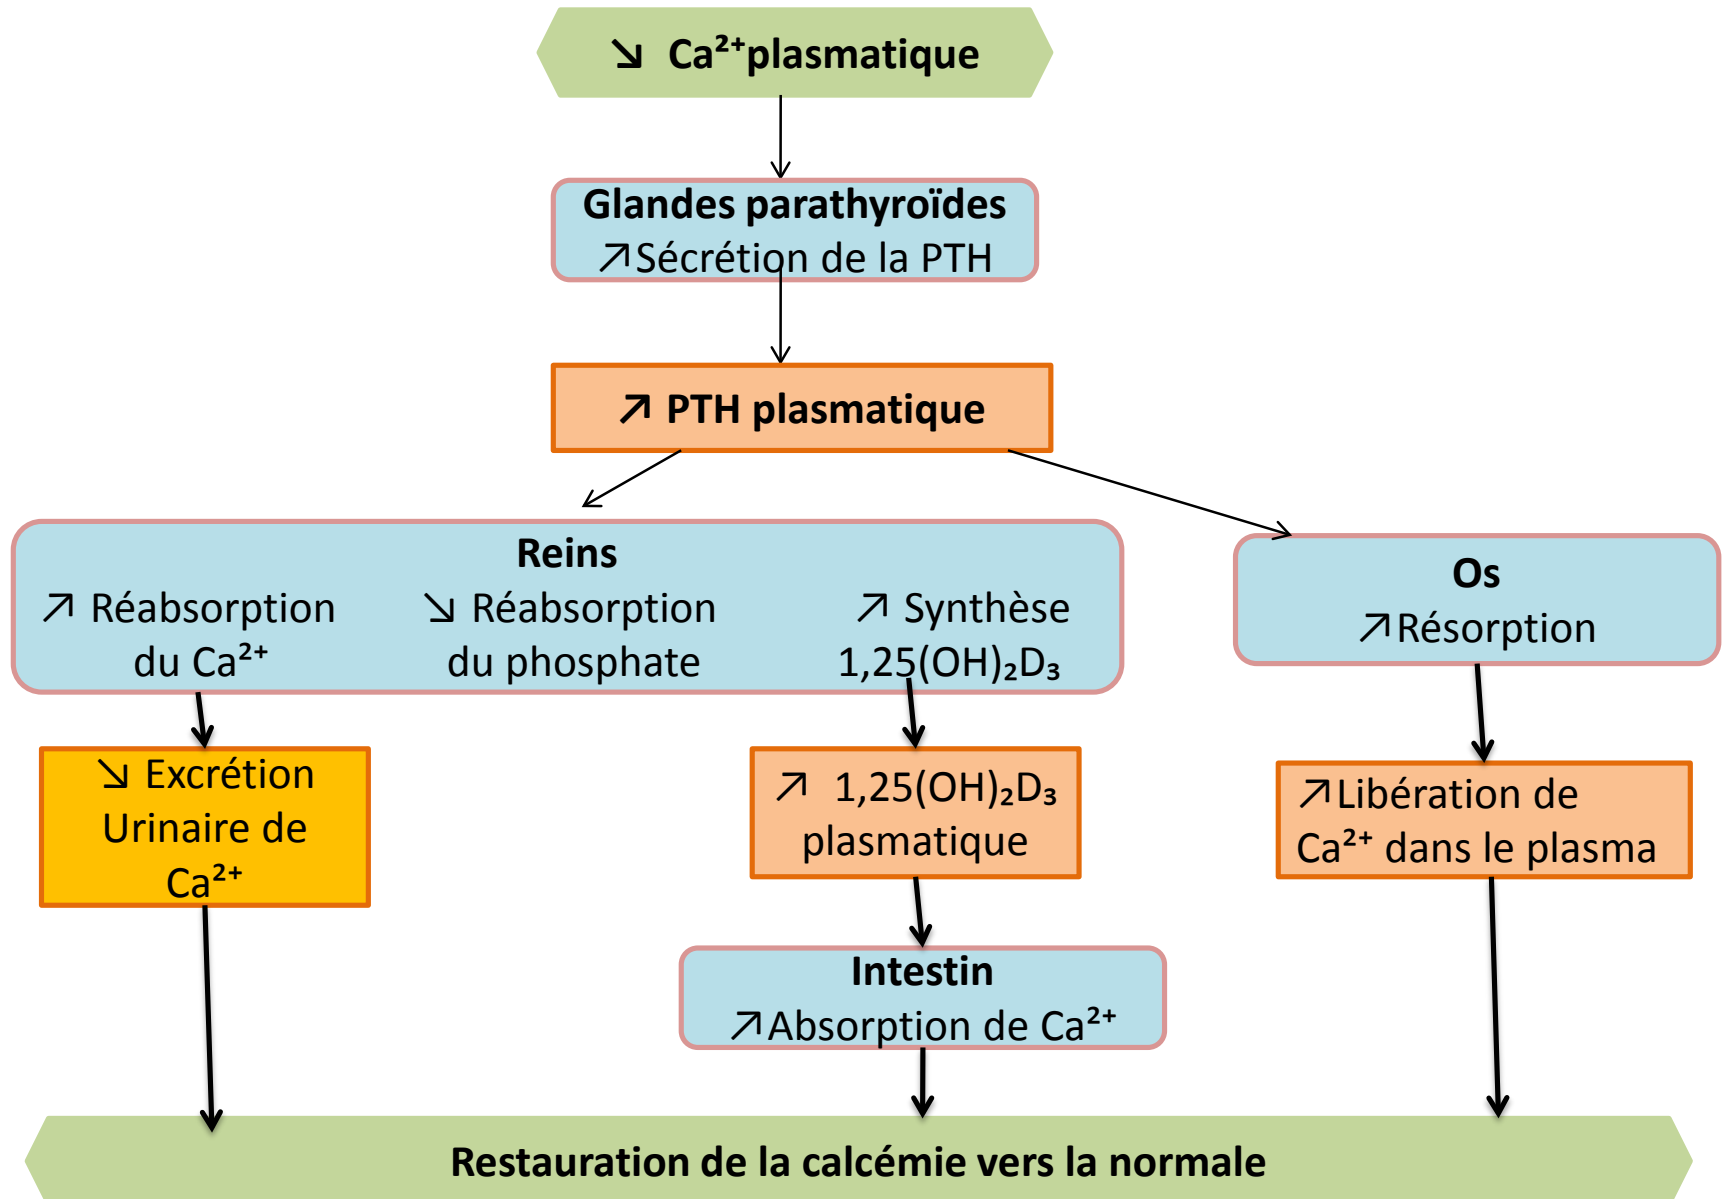 ↘ Ca²⁺plasmatique
Glandes parathyroïdes
↗Sécrétion de la PTH
↗ PTH plasmatique
Reins
↗ Réabsorption
du Ca²⁺
↘ Réabsorption
du phosphate
↗ Synthèse
1,25(OH)₂D₃
Os
↗Résorption
↘ Excrétion
Urinaire de
Ca²⁺
↗ 1,25(OH)₂D₃
plasmatique
↗Libération de
Ca²⁺ dans le plasma
Intestin
↗Absorption de Ca²⁺
Restauration de la calcémie vers la normale